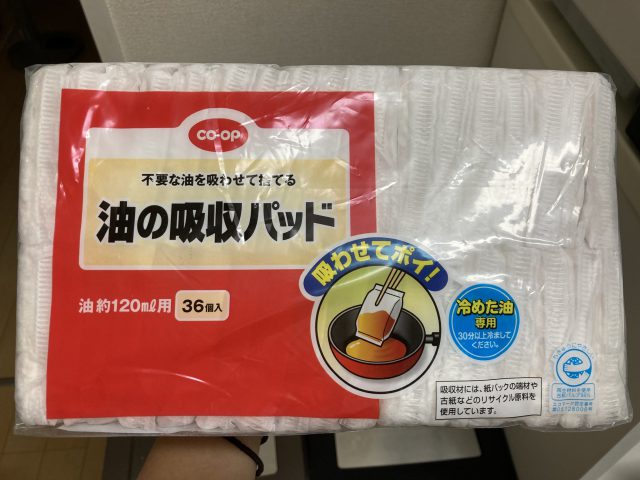 CO-OP
不要な油を吸わせて捨てる
油の吸収パッド
油 約120mℓ用 36個入
吸わせてポイ!
冷めた油
専用
30分以上冷まして
ください。
吸収材には、紙パックの端材や
古紙などのリサイクル原料を
使用しています。